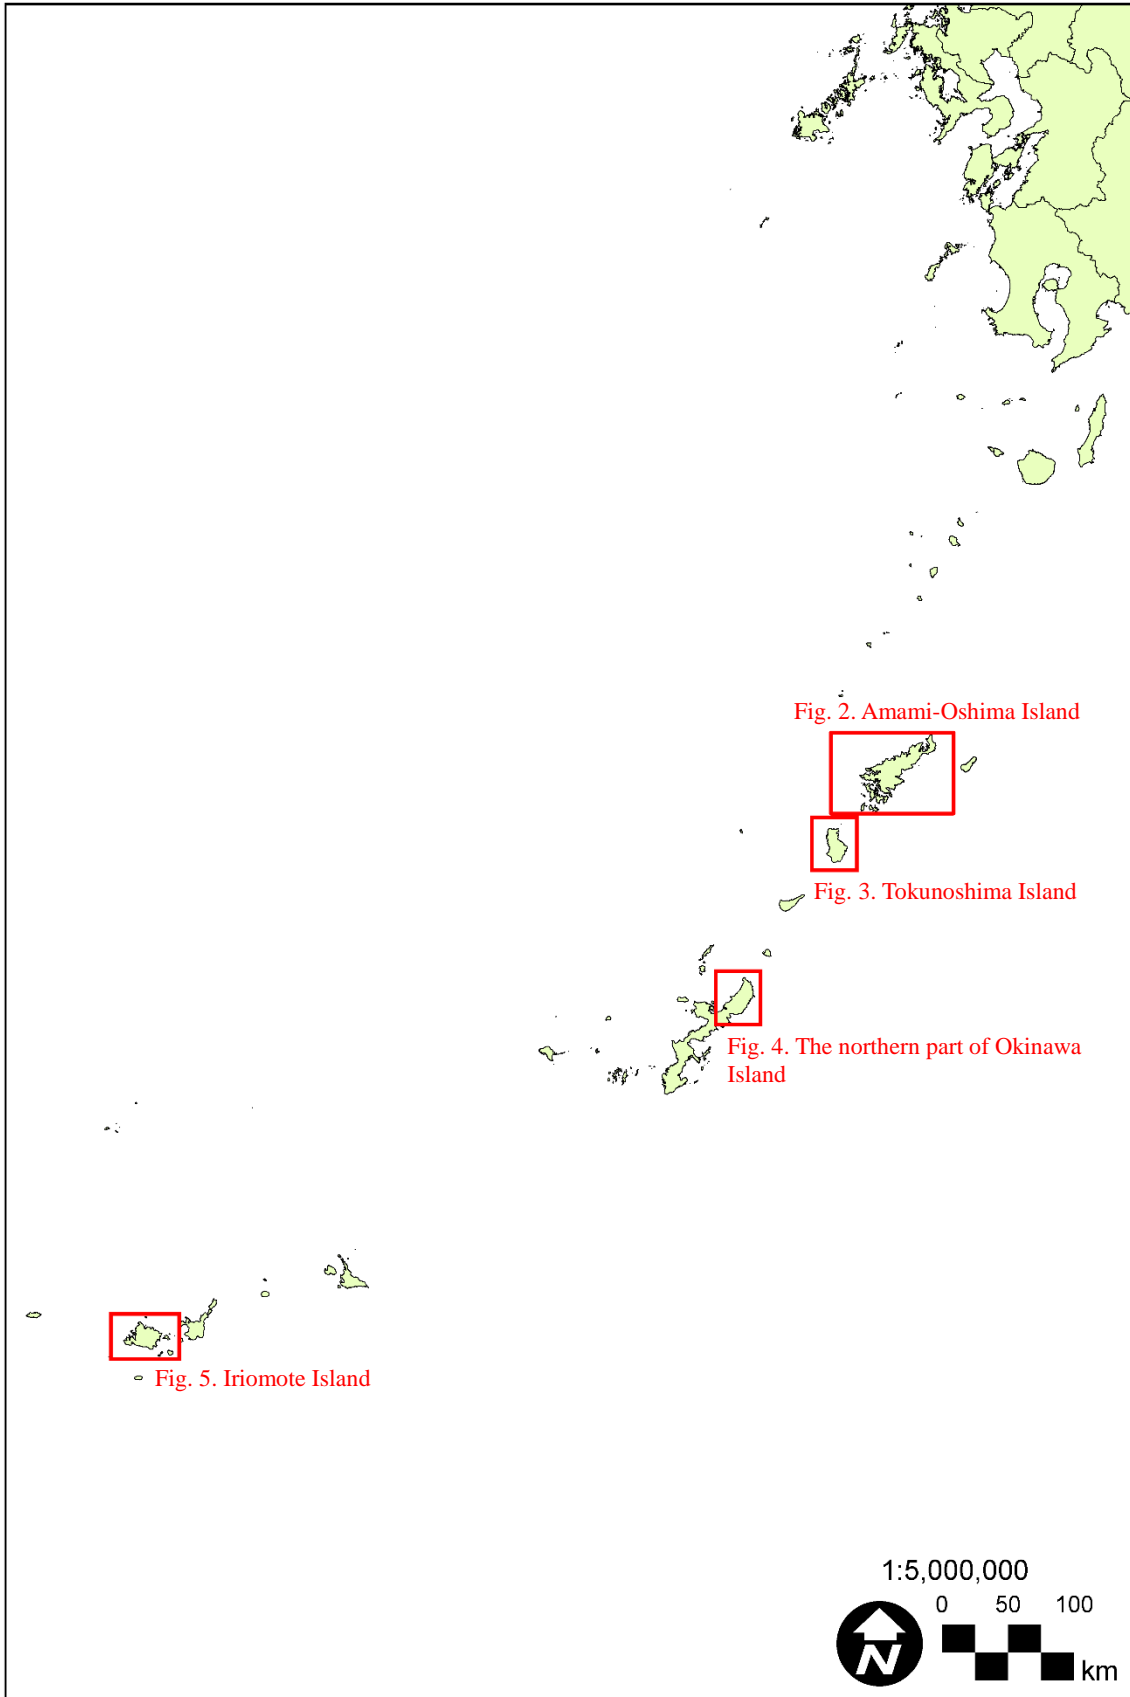 Fig. 2. Amami-Oshima Island
Fig. 3. Tokunoshima Island
Fig. 4. The northern part of Okinawa
Island
Fig. 5. Iriomote Island
1:5,000,000
0 50 100
N
km